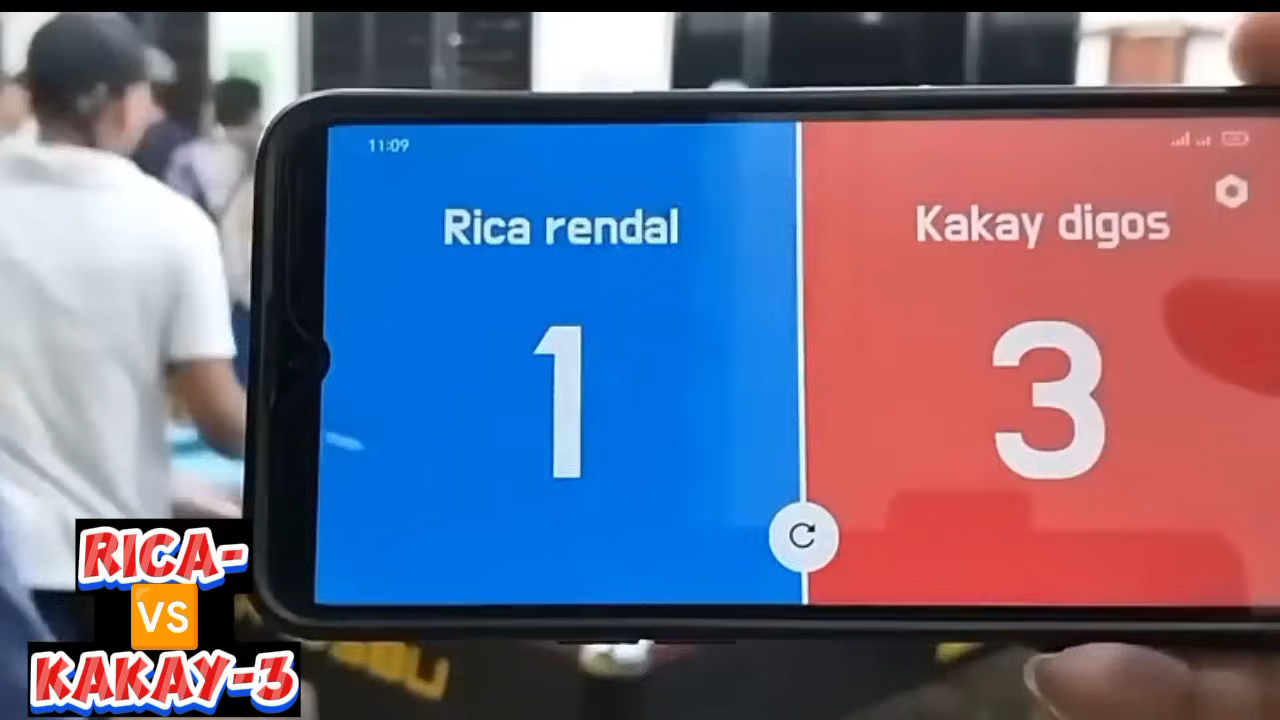 11:09
Rica rendal
Kakay digos
1
3
RICA-
VS
KAKAY-3